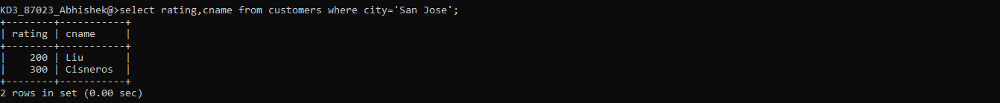 KD3_87023_Abhishek@>select rating,cname from customers where city='San Jose';
+--------+-----------+
| rating | cname     |
+--------+-----------+
|    200 | Liu       |
|    300 | Cisneros  |
+--------+-----------+
2 rows in set (0.00 sec)